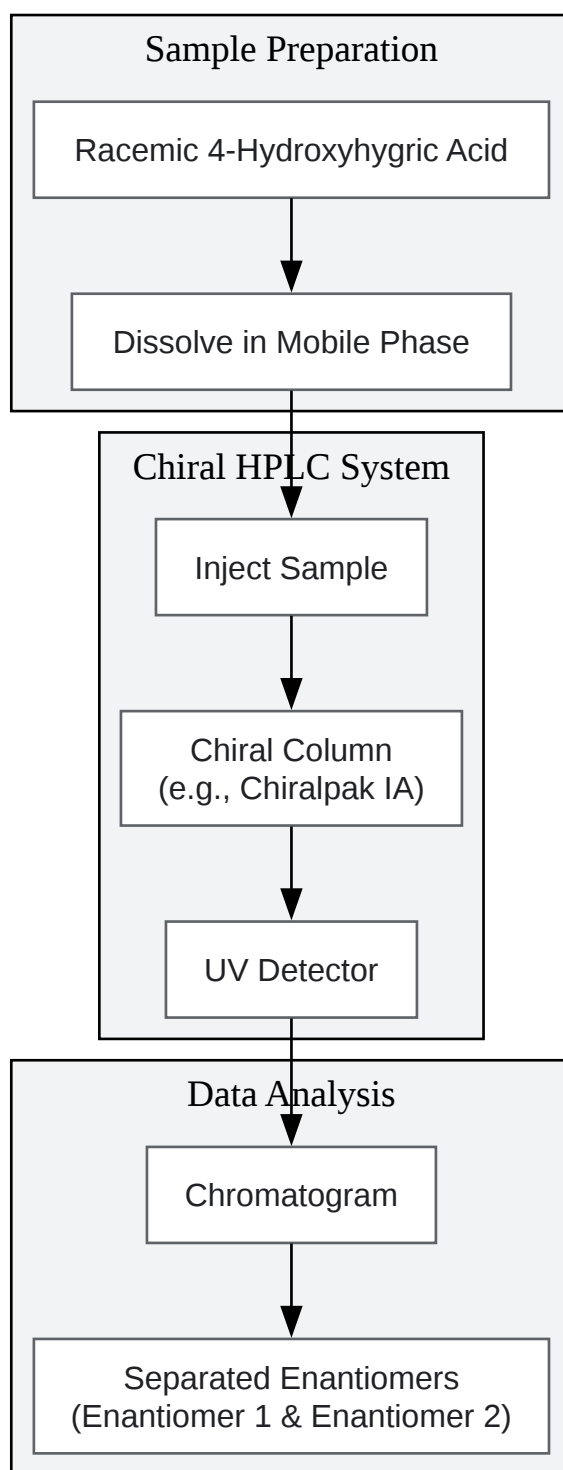 Sample Preparation
Racemic 4-Hydroxyhygric Acid
Dissolve in Mobile Phase
Chiral HPLC System
Inject Sample
Chiral Column
(e.g., Chiralpak IA)
UV Detector
Data Analysis
Chromatogram
Separated Enantiomers
(Enantiomer 1 & Enantiomer 2)